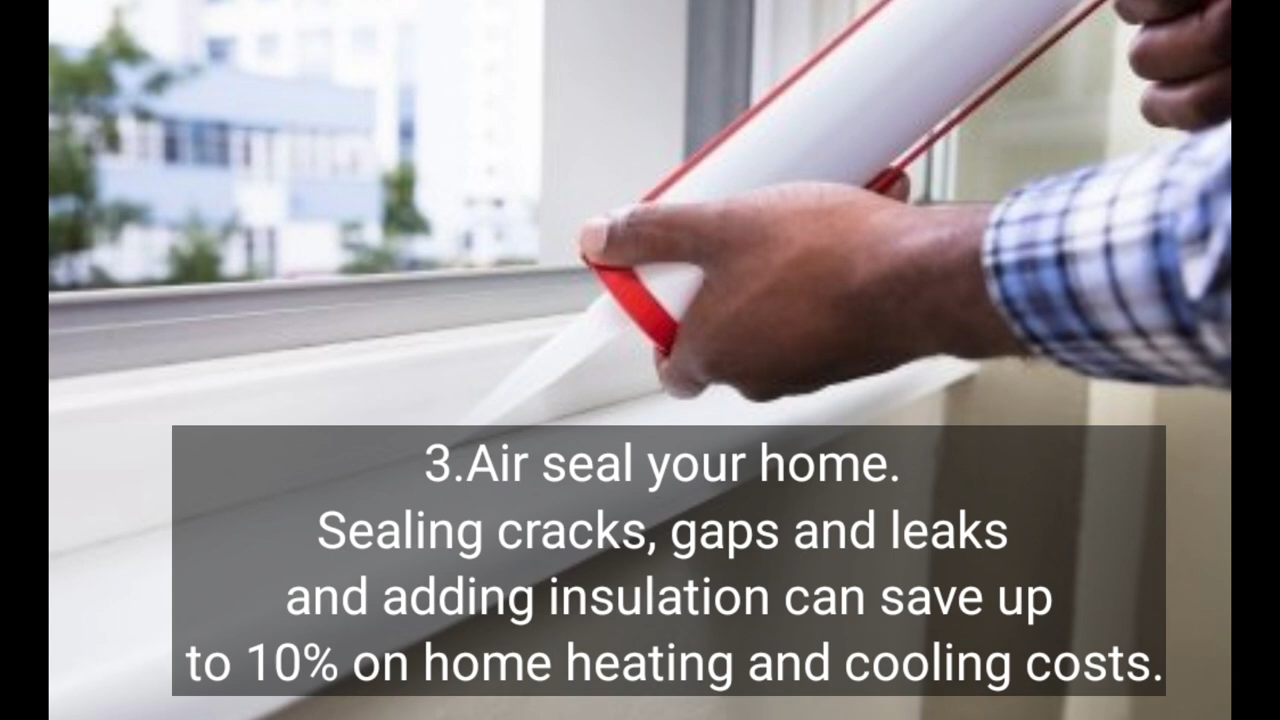 3.Air seal your home.
Sealing cracks, gaps and leaks
and adding insulation can save up
to 10% on home heating and cooling costs.